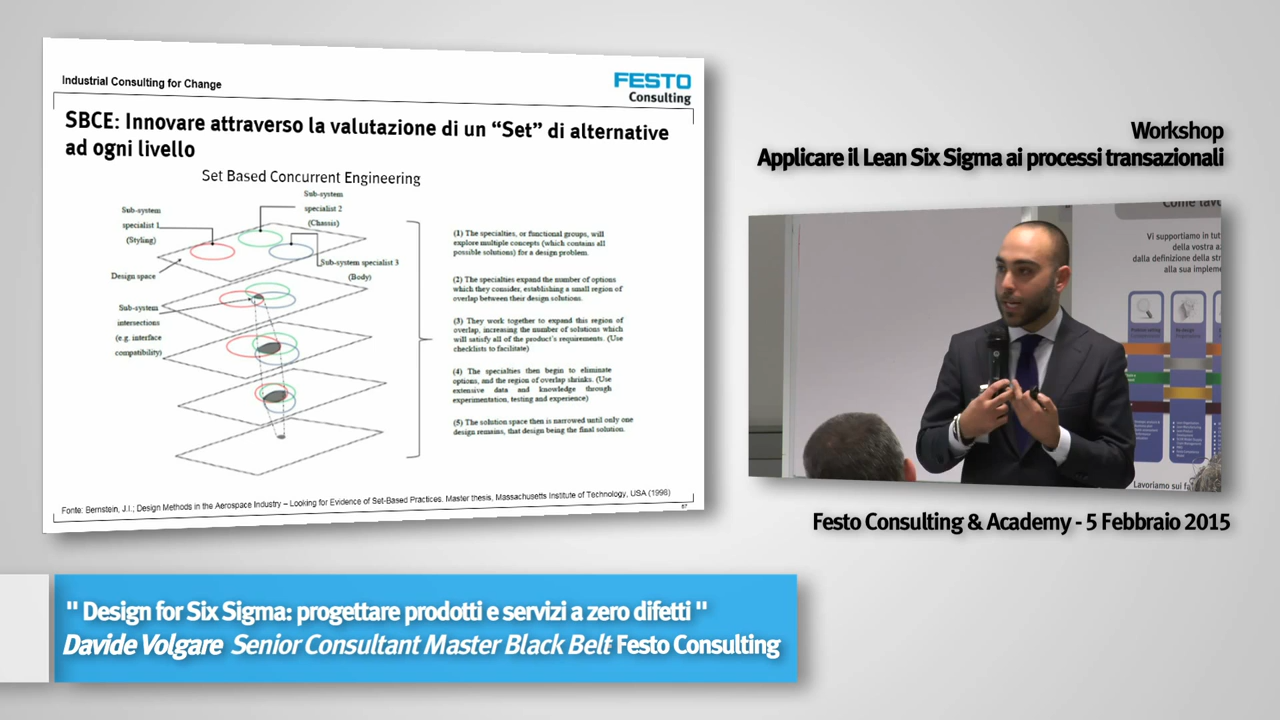 Industrial Consulting for Change
FESTO
Consulting
SBCE: Innovare attraverso la valutazione di un “Set” di alternative
ad ogni livello
Set Based Concurrent Engineering
Sub-system
specialist 1
(Styling)
Sub-system
specialist 2
(Chassis)
Sub-system specialist 3
(Body)
Design space
Sub-system
intersections
(e.g. interface
compatibility)
(1) The specialties, or functional groups, will
explore multiple concepts (which contains all
possible solutions) for a design problem.
(2) The specialties expand the number of options
which they consider, establishing a small region of
overlap between their design solutions.
(3) They work together to expand this region of
overlap, increasing the number of solutions which
will satisfy all of the product's requirements. (Use
checklists to facilitate)
(4) The specialties then begin to eliminate
options, and the region of overlap shrinks. (Use
extensive data and knowledge through
experimentation, testing and experience)
(5) The solution space then is narrowed until only one
design remains, that design being the final solution.
Fonte: Bernstein, J.I.; Design Methods in the Aerospace Industry – Looking for Evidence of Set-Based Practices. Master thesis, Massachusetts Institute of Technology, USA (1998)
67
Workshop
Applicare il Lean Six Sigma ai processi transazionali
Come lavo
Vi supportiamo in tut
della vostra a
dalla definizione della str
alla sua impleme
Lavoriamo sui fa
Festo Consulting & Academy - 5 Febbraio 2015
" Design for Six Sigma: progettare prodotti e servizi a zero difetti "
Davide Volgare Senior Consultant Master Black Belt Festo Consulting